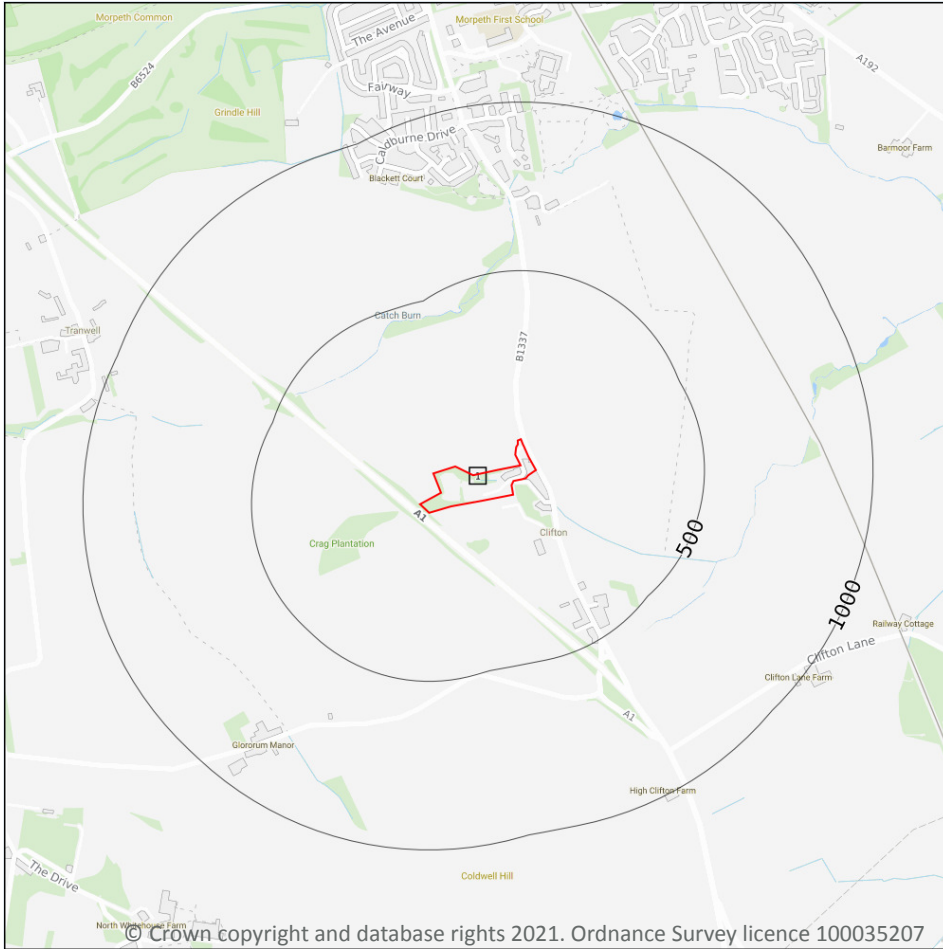 Morpeth Common
Morpeth First School
The Avenue
A192
B6524
Fairway
Grindle Hill
Caldburne Drive
Barmoor Farm
Blackett Court
Catch Burn
Tranwell
B1337
1
A1
Clifton
Crag Plantation
500
1000
Railway Cottage
Clifton Lane
Clifton Lane Farm
A1
Glororum Manor
High Clifton Farm
The Drive
Coldwell Hill
North Whitehouse Farm
© Crown copyright and database rights 2021. Ordnance Survey licence 100035207